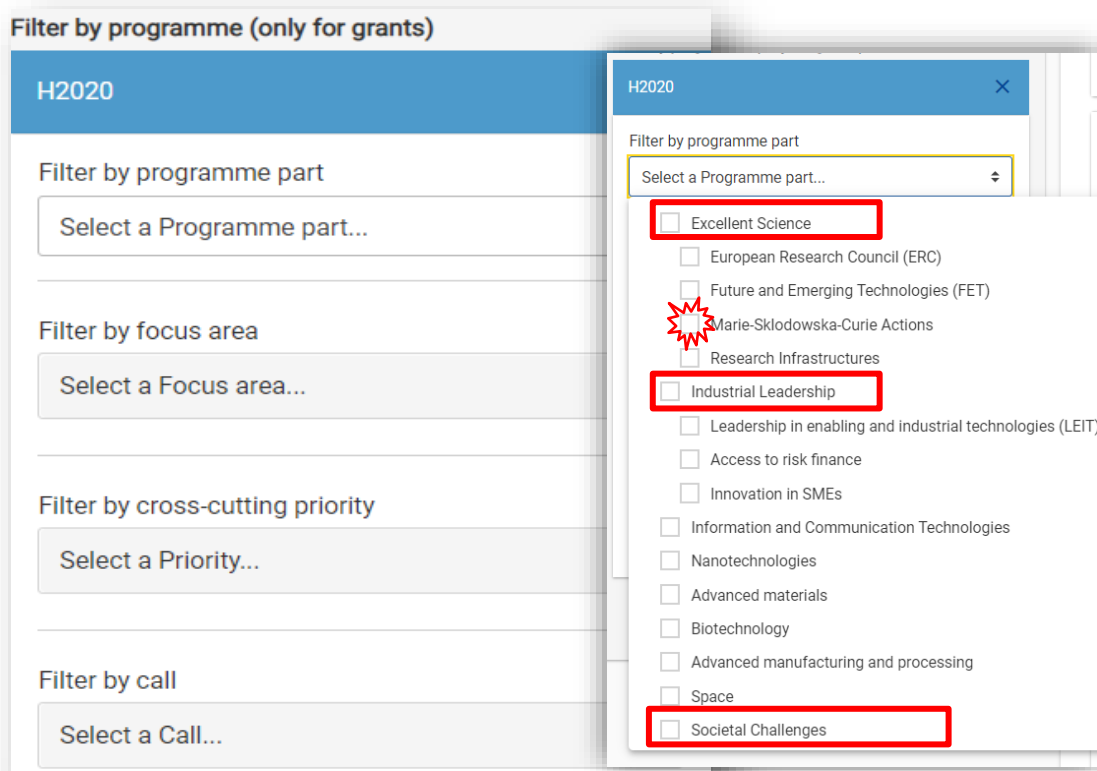 Filter by programme (only for grants)
H2020
Filter by programme part
Select a Programme part...
Filter by focus area
Select a Focus area...
Filter by cross-cutting priority
Select a Priority...
Filter by call
Select a Call...
H2020
Filter by programme part
Select a Programme part...
Excellent Science
European Research Council (ERC)
Future and Emerging Technologies (FET)
Marie-Sklodowska-Curie Actions
Research Infrastructures
Industrial Leadership
Leadership in enabling and industrial technologies (LEIT)
Access to risk finance
Innovation in SMEs
Information and Communication Technologies
Nanotechnologies
Advanced materials
Biotechnology
Advanced manufacturing and processing
Space
Societal Challenges